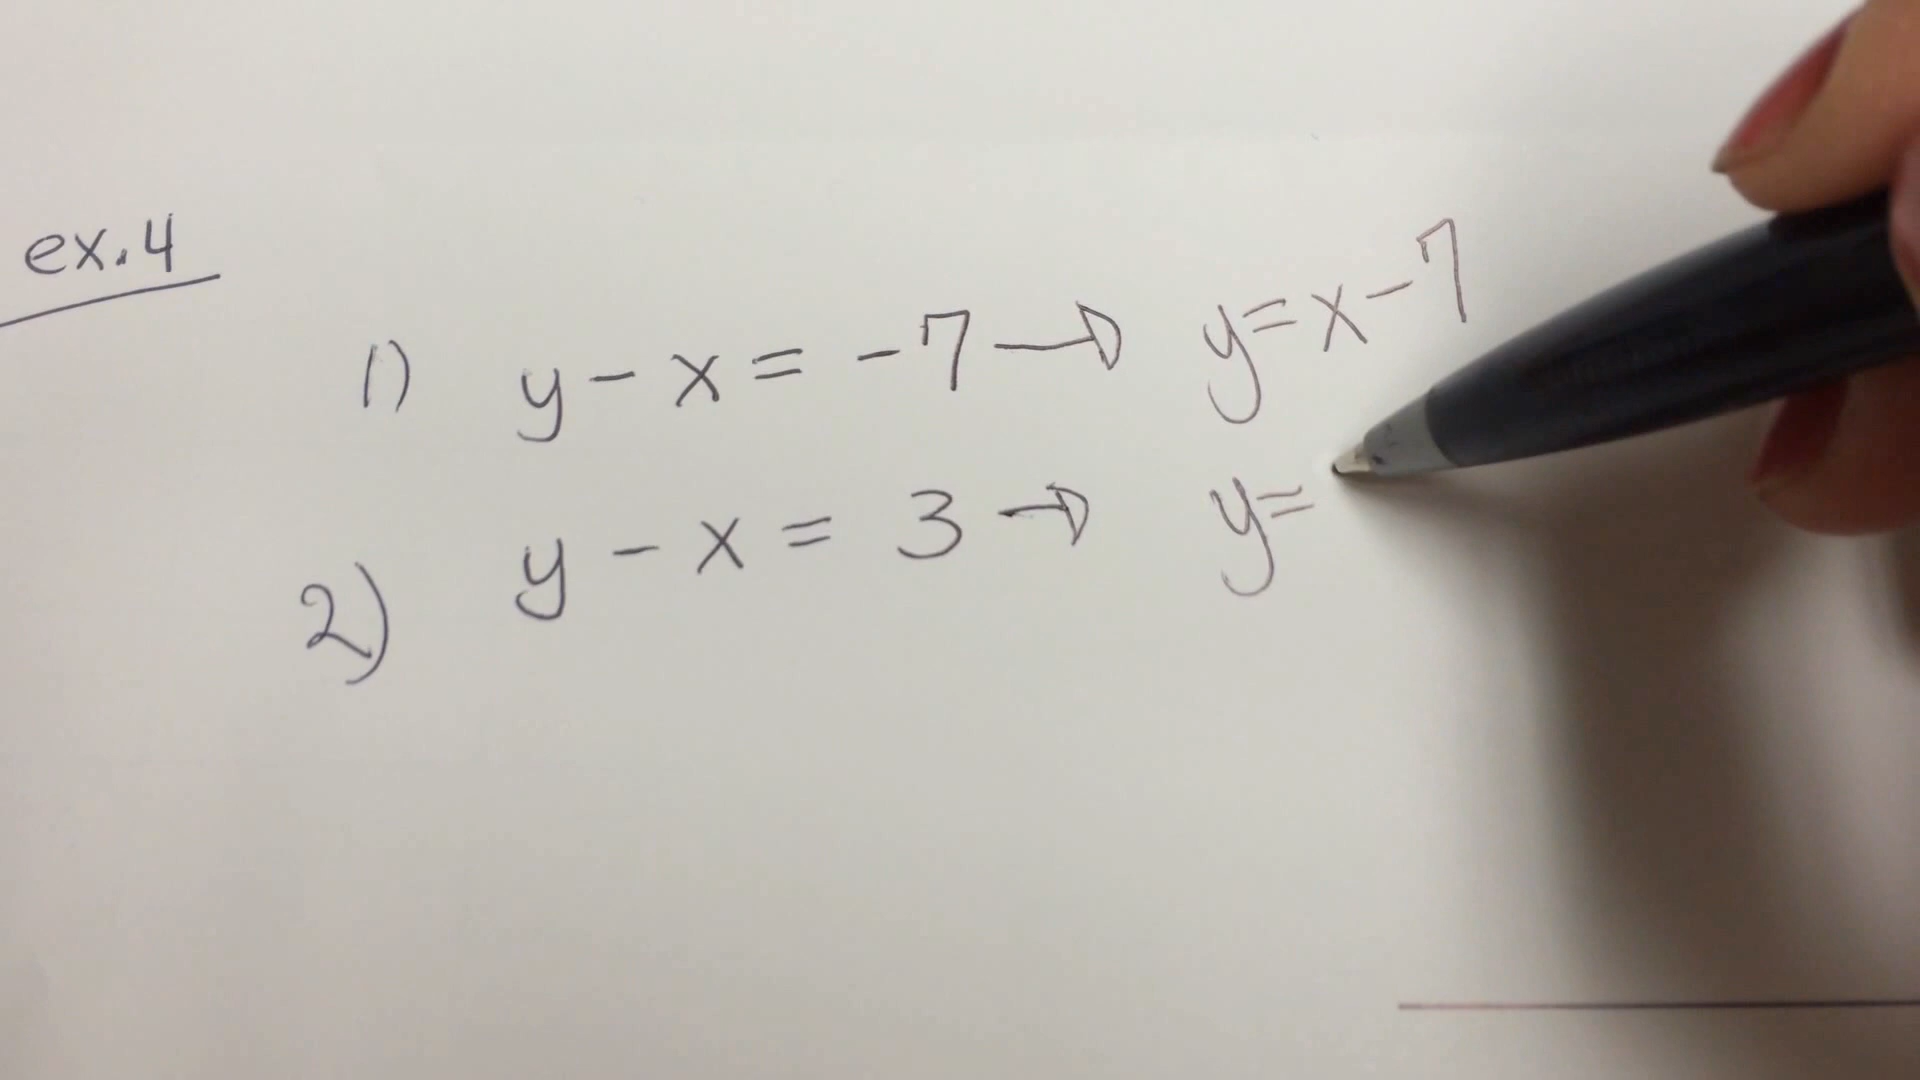 ex.4
1) y - x = -7 → y = x - 7
2) y - x = 3 → y =